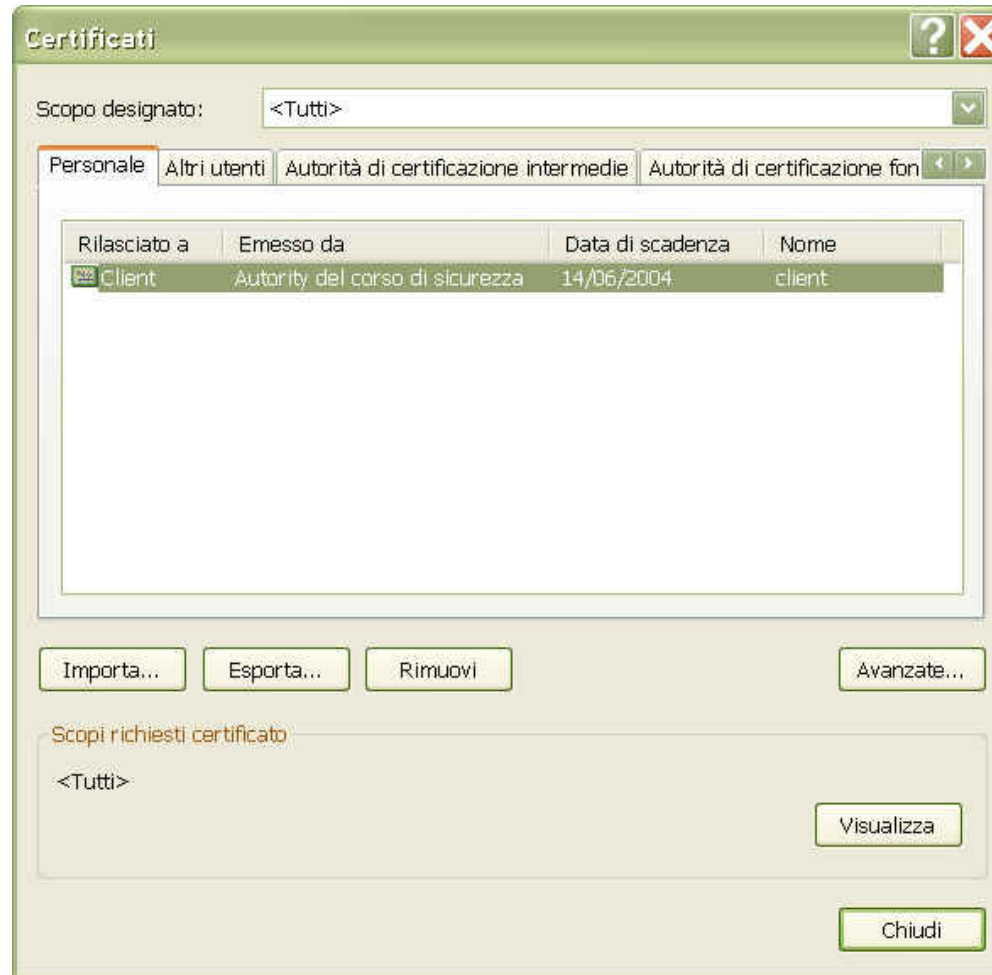 Certificati
Scopo designato: <Tutti>
Personale Altri utenti Autorità di certificazione intermedie Autorità di certificazione fon
Rilasciato a Emesso da Data di scadenza Nome
Client Autority del corso di sicurezza 14/06/2004 client
Importa... Esporta... Rimuovi Avanzate...
Scopi richiesti certificato
<Tutti>
Visualizza
Chiudi